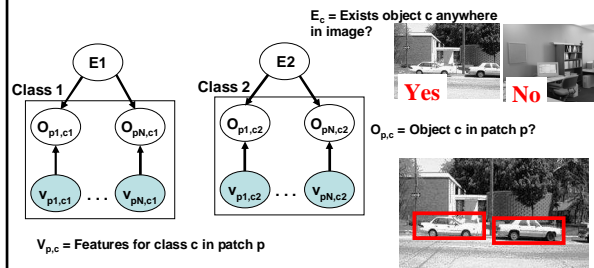 E_c = Exists object c anywhere
in image?
E1
E2
Yes
No
Class 1
Class 2
O_p1,c1
O_pN,c1
O_p1,c2
O_pN,c2
O_p,c = Object c in patch p?
v_p1,c1
. . .
v_pN,c1
v_p1,c2
. . .
v_pN,c2
V_p,c = Features for class c in patch p